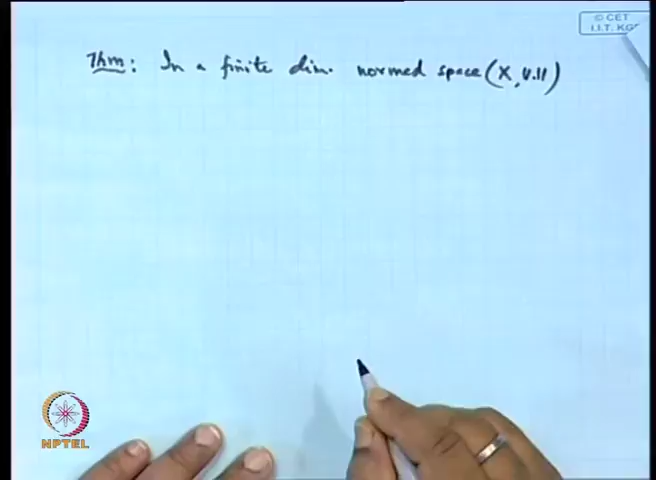 © CET
I.I.T. KGP
Thm: In a finite dim. normed space (X, ||.||)
NPTEL